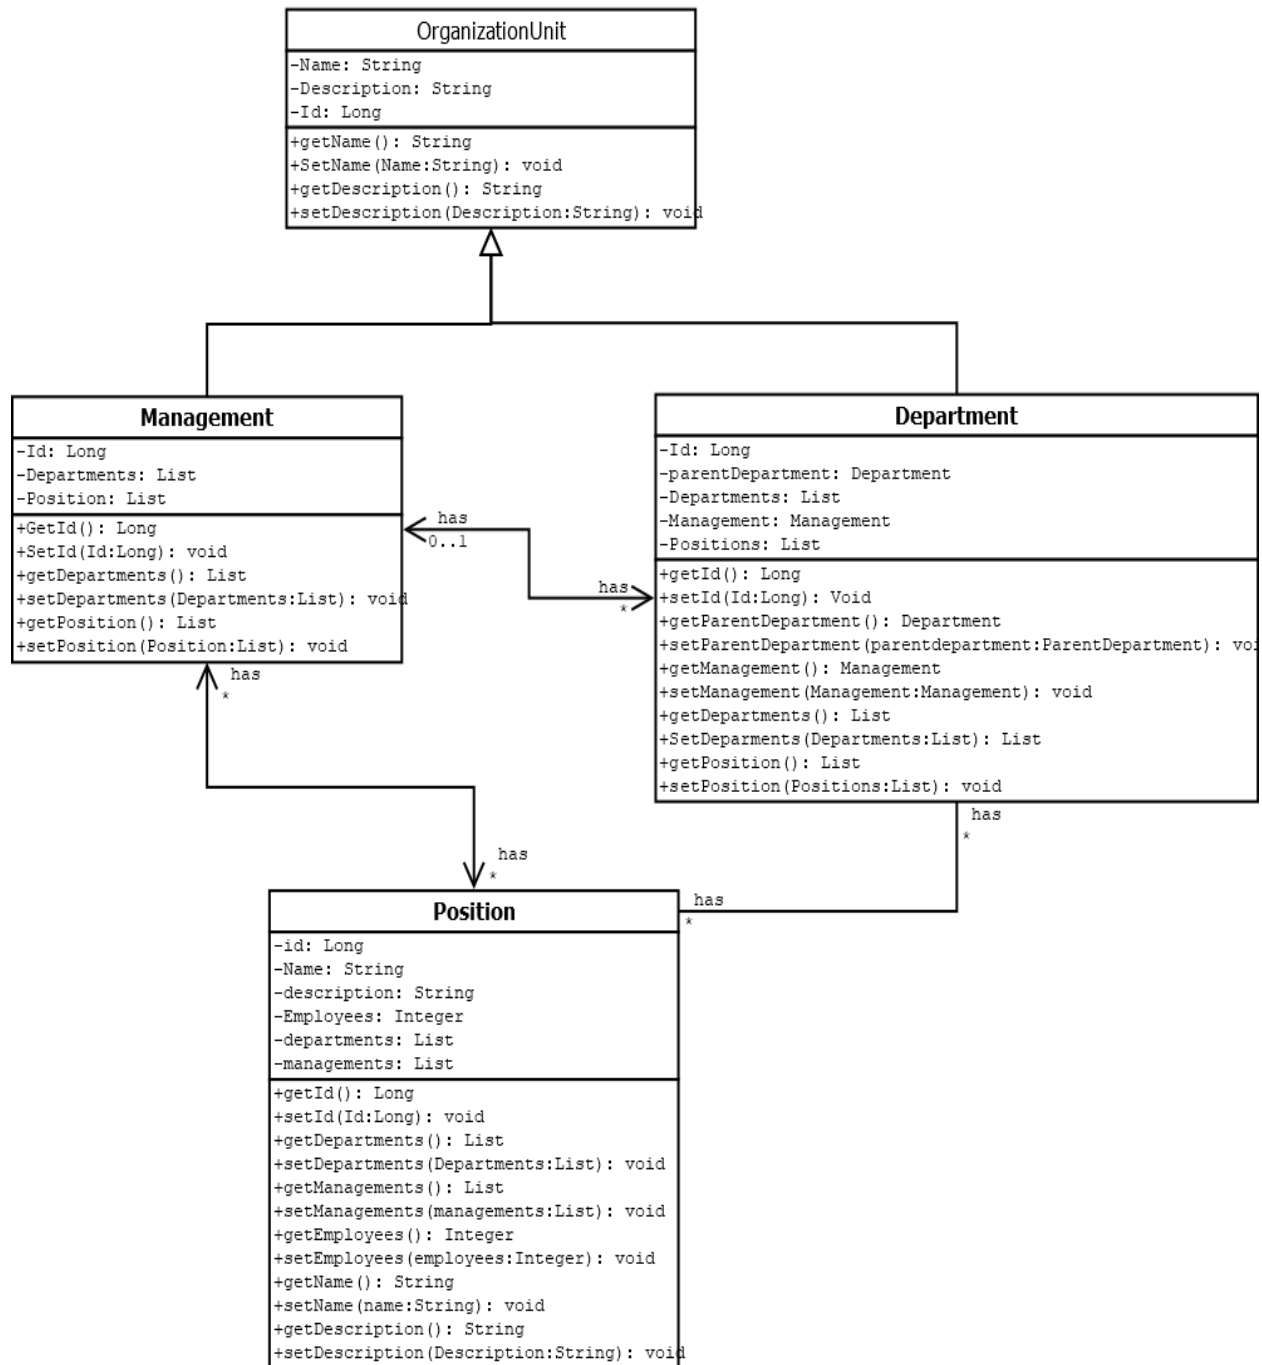 OrganizationUnit
-Name: String
-Description: String
-Id: Long
+getName(): String
+SetName(Name:String): void
+getDescription(): String
+setDescription(Description:String): void
Management
-Id: Long
-Departments: List
-Position: List
+GetId(): Long
+SetId(Id:Long): void
+getDepartments(): List
+setDepartments(Departments:List): void
+getPosition(): List
+setPosition(Position:List): void
has
0..1
has
*
Department
-Id: Long
-parentDepartment: Department
-Departments: List
-Management: Management
-Positions: List
+getId(): Long
+setId(Id:Long): Void
+getParentDepartment(): Department
+setParentDepartment(parentdepartment:ParentDepartment): voi
+getManagement(): Management
+setManagement(Management:Management): void
+getDepartments(): List
+SetDeparments(Departments:List): List
+getPosition(): List
+setPosition(Positions:List): void
has
*
has
*
has
*
has
*
Position
-id: Long
-Name: String
-description: String
-Employees: Integer
-departments: List
-managements: List
+getId(): Long
+setId(Id:Long): void
+getDepartments(): List
+setDepartments(Departments:List): void
+getManagements(): List
+setManagements(managements:List): void
+getEmployees(): Integer
+setEmployees(employees:Integer): void
+getName(): String
+setName(name:String): void
+getDescription(): String
+setDescription(Description:String): void